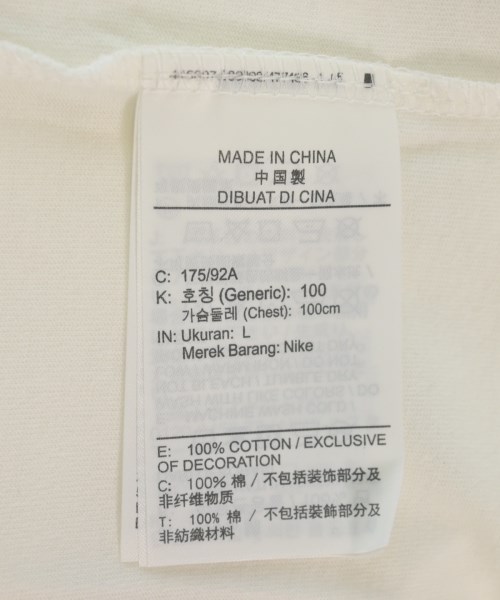 MADE IN CHINA
中国製
DIBUAT DI CINA
C: 175/92A
K: 호칭 (Generic): 100
가슴둘레 (Chest): 100cm
IN: Ukuran: L
Merek Barang: Nike
E: 100% COTTON / EXCLUSIVE
OF DECORATION
C: 100% 棉 / 不包括装饰部分及
非纤维物质
T: 100% 棉 / 不包括裝飾部分及
非紡織材料